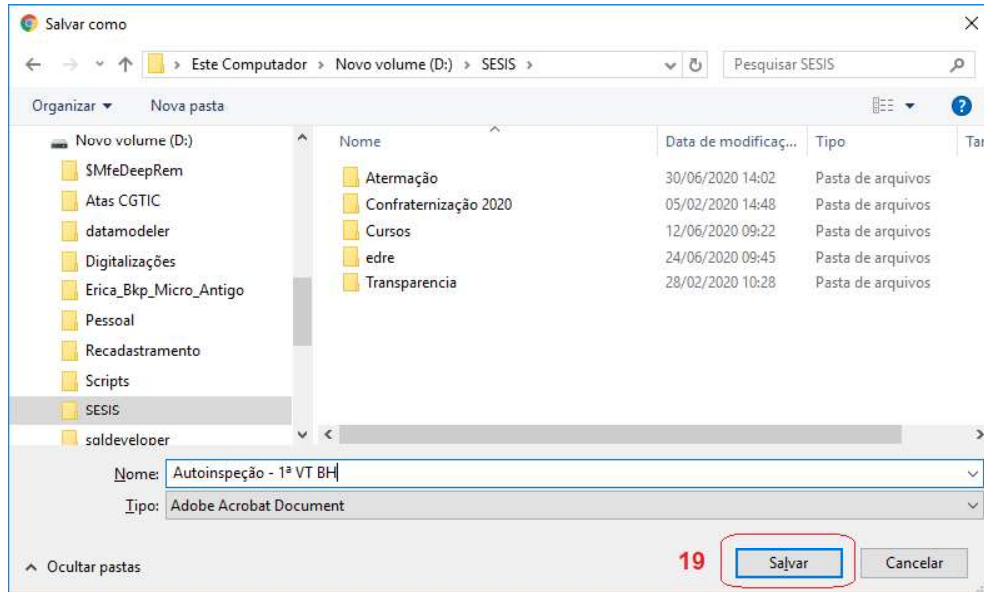 Salvar como
Este Computador > Novo volume (D:) > SESIS >
Pesquisar SESIS
Organizar
Nova pasta
Novo volume (D:)
$MfeDeepRem
Atas CGTIC
datamodeler
Digitalizações
Erica_Bkp_Micro_Antigo
Pessoal
Recadastramento
Scripts
SESIS
sqldeveloper
Nome Data de modificaç... Tipo Tar
Atermação 30/06/2020 14:02 Pasta de arquivos
Confraternização 2020 05/02/2020 14:48 Pasta de arquivos
Cursos 12/06/2020 09:22 Pasta de arquivos
edre 24/06/2020 09:45 Pasta de arquivos
Transparencia 28/02/2020 10:28 Pasta de arquivos
Nome: Autoinspeção - 1ª VT BH
Tipo: Adobe Acrobat Document
Ocultar pastas
19
Salvar
Cancelar